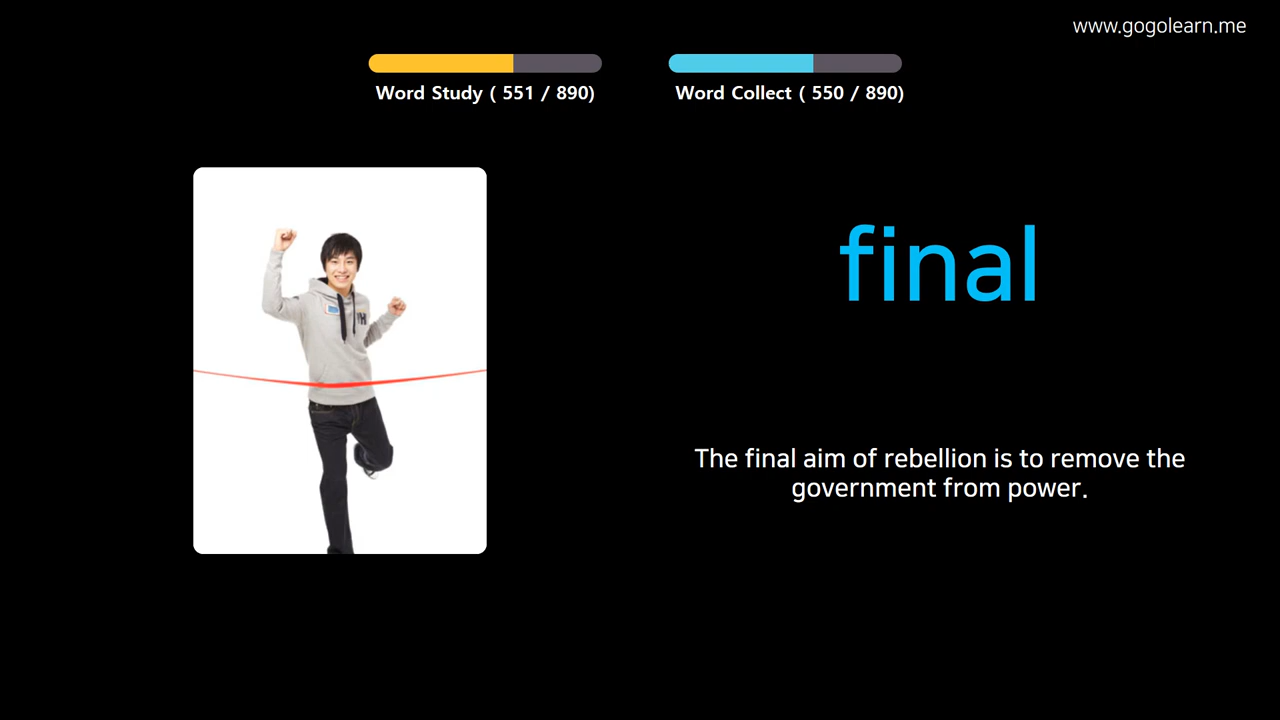 www.gogolearn.me
Word Study ( 551 / 890)
Word Collect ( 550 / 890)
final
The final aim of rebellion is to remove the
government from power.